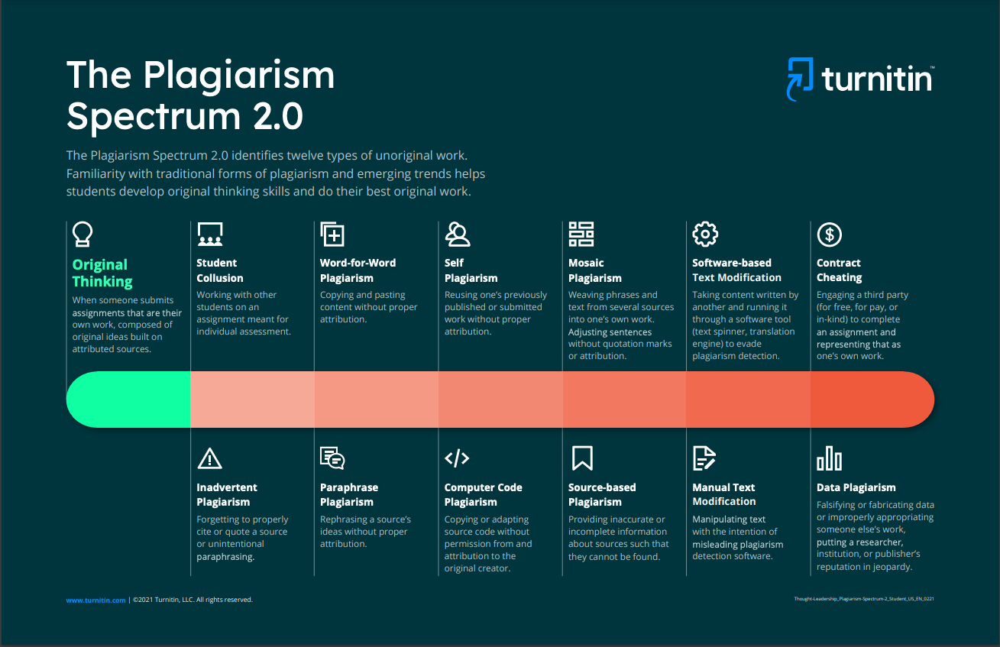 The Plagiarism
Spectrum 2.0
turnitin™
The Plagiarism Spectrum 2.0 identifies twelve types of unoriginal work.
Familiarity with traditional forms of plagiarism and emerging trends helps
students develop original thinking skills and do their best original work.
Original
Thinking
When someone submits
assignments that are their
own work, composed of
original ideas built on
attributed sources.
Student
Collusion
Working with other
students on an
assignment meant for
individual assessment.
Word-for-Word
Plagiarism
Copying and pasting
content without proper
attribution.
Self
Plagiarism
Reusing one's previously
published or submitted
work without proper
attribution.
Mosaic
Plagiarism
Weaving phrases and
text from several sources
into one's own work.
Adjusting sentences
without quotation marks
or attribution.
Software-based
Text Modification
Taking content written by
another and running it
through a software tool
(text spinner, translation
engine) to evade
plagiarism detection.
Contract
Cheating
Engaging a third party
(for free, for pay, or
in-kind) to complete
an assignment and
representing that as
one's own work.
Inadvertent
Plagiarism
Forgetting to properly
cite or quote a source
or unintentional
paraphrasing.
Paraphrase
Plagiarism
Rephrasing a source's
ideas without proper
attribution.
Computer Code
Plagiarism
Copying or adapting
source code without
permission from and
attribution to the
original creator.
Source-based
Plagiarism
Providing inaccurate or
incomplete information
about sources such that
they cannot be found.
Manual Text
Modification
Manipulating text
with the intention of
misleading plagiarism
detection software.
Data Plagiarism
Falsifying or fabricating data
or improperly appropriating
someone else's work,
putting a researcher,
institution, or publisher's
reputation in jeopardy.
www.turnitin.com | ©2021 Turnitin, LLC. All rights reserved.
Thought-Leadership_Plagiarism-Spectrum-2_Student_US_EN_0221